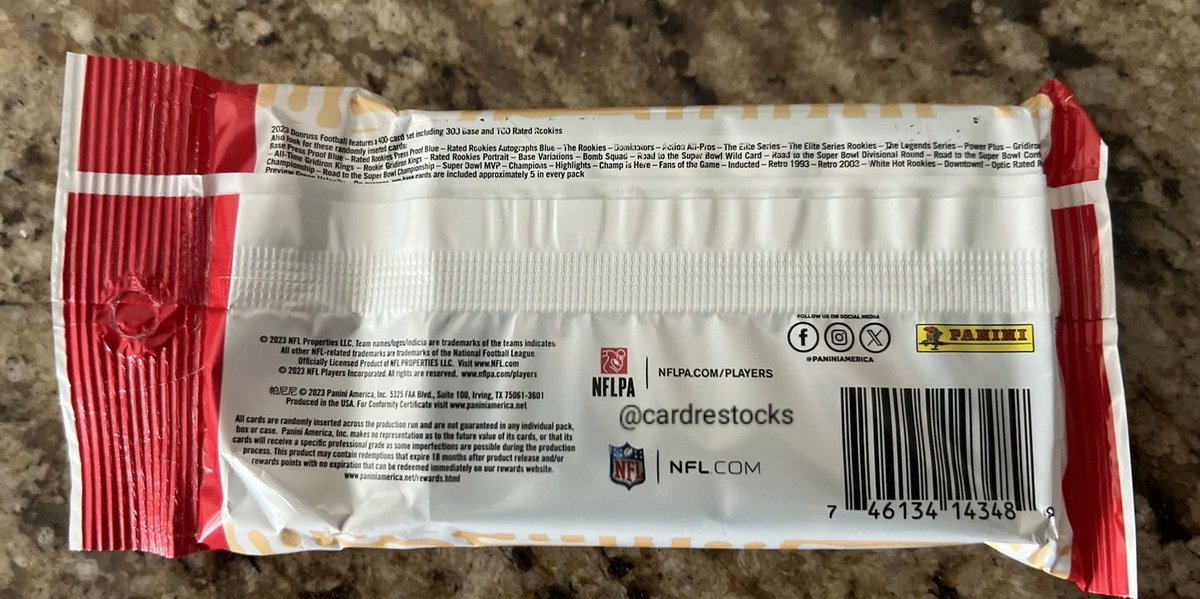 2023 Donruss Football features a 400-card set including 300 Base and 100 Rated Rookies
Also look for these randomly inserted cards:
Base Press Proof Blue – Rated Rookies Press Proof Blue – Rated Rookies Autographs Blue – The Rookies – Dominators – Action All-Pros – The Elite Series – The Elite Series Rookies – The Legends Series – Power Plus – Gridiron
– All-Time Gridiron Kings – Rookie Gridiron Kings – Rated Rookies Portrait – Base Variations – Bomb Squad – Road to the Super Bowl Wild Card – Road to the Super Bowl Divisional Round – Road to the Super Bowl Conf
Championship – Road to the Super Bowl Championship – Super Bowl MVP – Champions – Highlights – Champ is Here – Fans of the Game – Inducted – Retro 1993 – Retro 2003 – White Hot Rookies – Downtown! – Optic Rated R
Preview cards are included approximately 5 in every pack
FOLLOW US ON SOCIAL MEDIA
@PANINIAMERICA
PANINI
© 2023 NFL Properties LLC. Team names/logos/indicia are trademarks of the teams indicated
All other NFL-related trademarks are trademarks of the National Football League.
Officially Licensed Product of NFL PROPERTIES LLC. Visit www.NFL.com
© 2023 NFL Players Incorporated. All rights are reserved. www.nflpa.com/players
帕尼尼 © 2023 Panini America, Inc. 5325 FAA Blvd., Suite 100, Irving, TX 75061-3601
Produced in the USA. For Conformity Certificate visit www.paniniamerica.net
All cards are randomly inserted across the production run and are not guaranteed in any individual pack,
box or case. Panini America, Inc. makes no representation as to the future value of its cards, or that its
cards will receive a specific professional grade as some imperfections are possible during the production
process. This product may contain redemptions that expire 18 months after product release and/or
rewards points with no expiration that can be redeemed immediately on our rewards website.
www.paniniamerica.net/rewards.html
NFLPA
NFLPA.COM/PLAYERS
@cardrestocks
NFL
NFL.COM
7 46134 14348 9